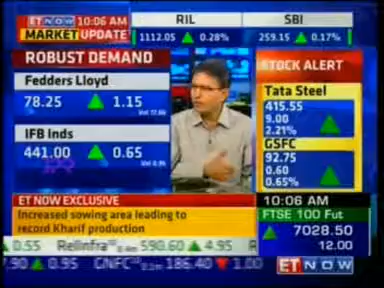 ET NOW 10:06 AM
MARKET UPDATE
RIL
1112.05 0.28%
SBI
259.15 0.17%
ROBUST DEMAND
Fedders Lloyd
78.25 1.15
IFB Inds
441.00 0.65
STOCK ALERT
Tata Steel
415.55
9.00
2.21%
GSFC
92.75
0.60
0.65%
ET NOW EXCLUSIVE
Increased sowing area leading to
record Kharif production
10:06 AM
FTSE 100 Fut
7028.50
12.00
0.55 RelInfra 590.60 4.95
.90 0.95 GNFC 186.40 1.00
ET NOW